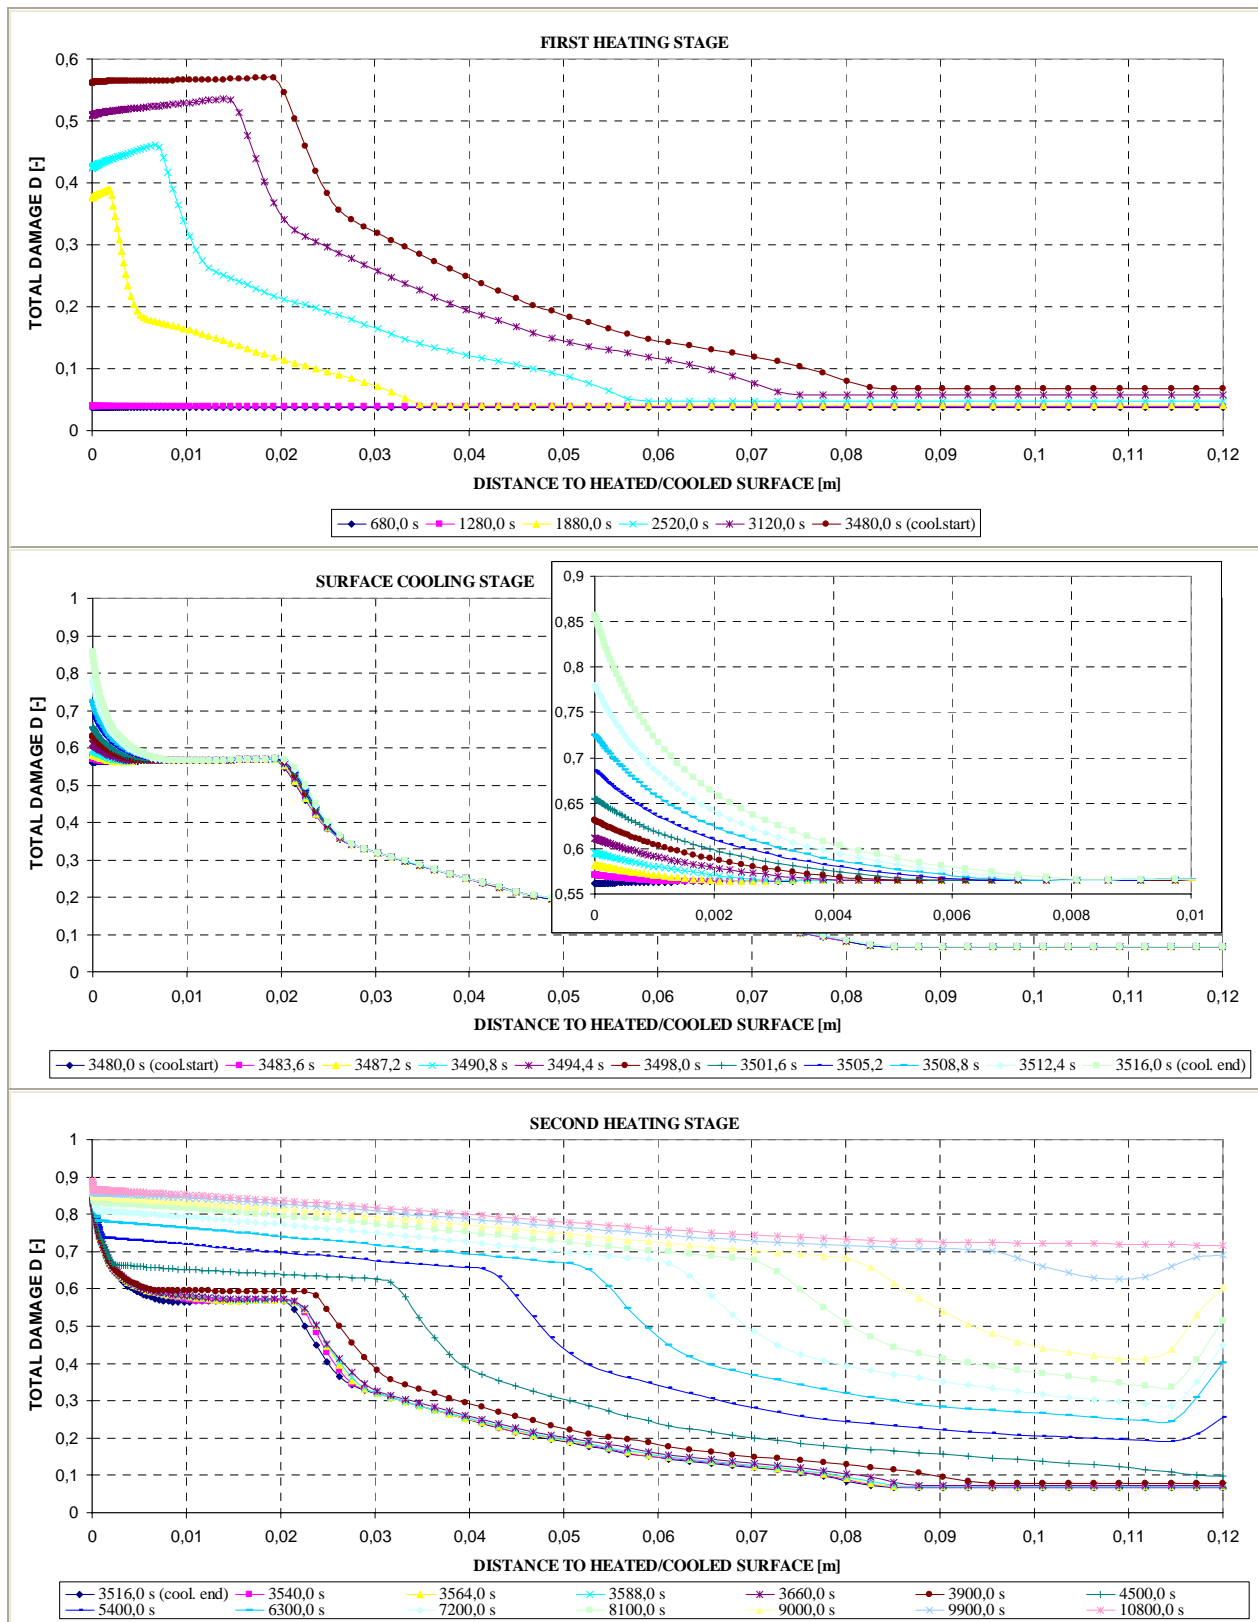 FIRST HEATING STAGE
0,6
0,5
0,4
0,3
0,2
0,1
0
TOTAL DAMAGE D [-]
0 0,01 0,02 0,03 0,04 0,05 0,06 0,07 0,08 0,09 0,1 0,11 0,12
DISTANCE TO HEATED/COOLED SURFACE [m]
680,0 s 1280,0 s 1880,0 s 2520,0 s 3120,0 s 3480,0 s (cool.start)
SURFACE COOLING STAGE
1
0,9
0,8
0,7
0,6
0,5
0,4
0,3
0,2
0,1
0
TOTAL DAMAGE D [-]
0,9
0,85
0,8
0,75
0,7
0,65
0,6
0,55
0 0,002 0,004 0,006 0,008 0,01
0 0,01 0,02 0,03 0,04 0,05 0,06 0,07 0,08 0,09 0,1 0,11 0,12
DISTANCE TO HEATED/COOLED SURFACE [m]
3480,0 s (cool.start) 3483,6 s 3487,2 s 3490,8 s 3494,4 s 3498,0 s 3501,6 s 3505,2 3508,8 s 3512,4 s 3516,0 s (cool. end)
SECOND HEATING STAGE
1
0,9
0,8
0,7
0,6
0,5
0,4
0,3
0,2
0,1
0
TOTAL DAMAGE D [-]
0 0,01 0,02 0,03 0,04 0,05 0,06 0,07 0,08 0,09 0,1 0,11 0,12
DISTANCE TO HEATED/COOLED SURFACE [m]
3516,0 s (cool. end) 3540,0 s 3564,0 s 3588,0 s 3660,0 s 3900,0 s 4500,0 s
5400,0 s 6300,0 s 7200,0 s 8100,0 s 9000,0 s 9900,0 s 10800,0 s